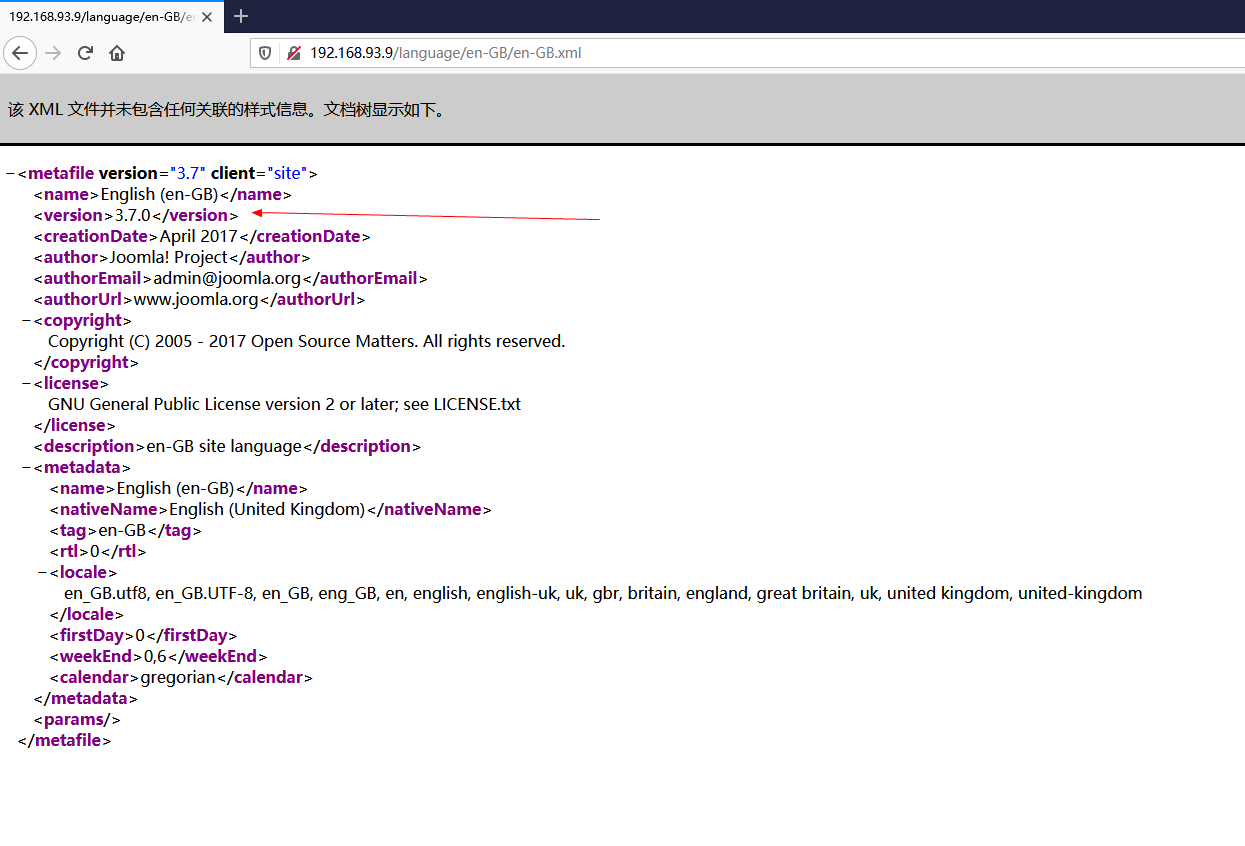 192.168.93.9/language/en-GB/e
192.168.93.9/language/en-GB/en-GB.xml
该 XML 文件并未包含任何关联的样式信息。文档树显示如下。
−<metafile version="3.7" client="site">
<name>English (en-GB)</name>
<version>3.7.0</version>
<creationDate>April 2017</creationDate>
<author>Joomla! Project</author>
<authorEmail>admin@joomla.org</authorEmail>
<authorUrl>www.joomla.org</authorUrl>
−<copyright>
Copyright (C) 2005 - 2017 Open Source Matters. All rights reserved.
</copyright>
−<license>
GNU General Public License version 2 or later; see LICENSE.txt
</license>
<description>en-GB site language</description>
−<metadata>
<name>English (en-GB)</name>
<nativeName>English (United Kingdom)</nativeName>
<tag>en-GB</tag>
<rtl>0</rtl>
−<locale>
en_GB.utf8, en_GB.UTF-8, en_GB, eng_GB, en, english, english-uk, uk, gbr, britain, england, great britain, uk, united kingdom, united-kingdom
</locale>
<firstDay>0</firstDay>
<weekEnd>0,6</weekEnd>
<calendar>gregorian</calendar>
</metadata>
<params/>
</metafile>